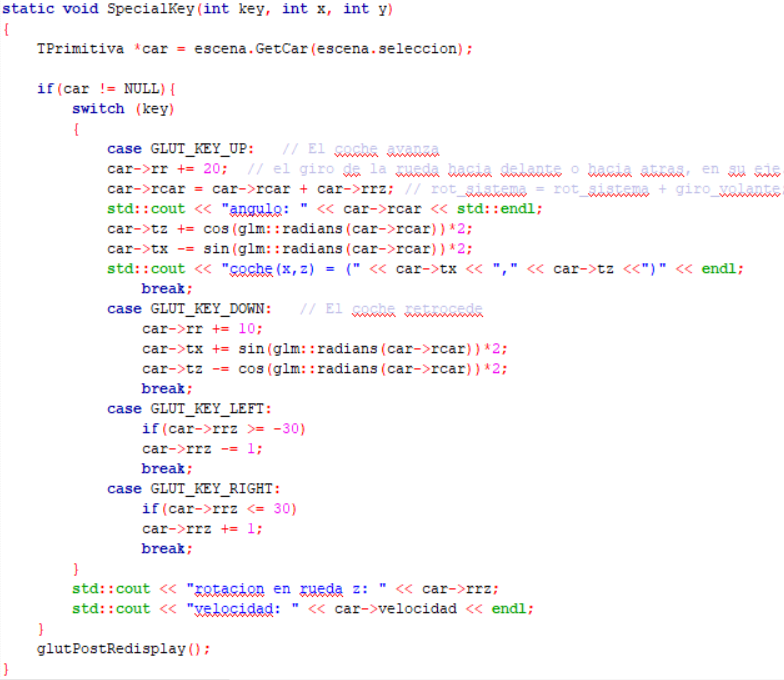 static void SpecialKey(int key, int x, int y)
{
    TPrimitiva *car = escena.GetCar(escena.seleccion);

    if(car != NULL){
        switch (key)
        {
            case GLUT_KEY_UP:   // El coche avanza
            car->rr += 20;  // el giro de la rueda hacia delante o hacia atras, en su eje
            car->rcar = car->rcar + car->rrz; // rot_sistema = rot_sistema + giro_volante
            std::cout << "angulo: " << car->rcar << std::endl;
            car->tz += cos(glm::radians(car->rcar))*2;
            car->tx -= sin(glm::radians(car->rcar))*2;
            std::cout << "coche(x,z) = (" << car->tx << "," << car->tz <<")" << endl;
                break;
            case GLUT_KEY_DOWN:   // El coche retrocede
                car->rr += 10;
                car->tx += sin(glm::radians(car->rcar))*2;
                car->tz -= cos(glm::radians(car->rcar))*2;
                break;
            case GLUT_KEY_LEFT:
                if(car->rrz >= -30)
                car->rrz -= 1;
                break;
            case GLUT_KEY_RIGHT:
                if(car->rrz <= 30)
                car->rrz += 1;
                break;
        }
        std::cout << "rotacion en rueda z: " << car->rrz;
        std::cout << "velocidad: " << car->velocidad << endl;
    }
    glutPostRedisplay();
}